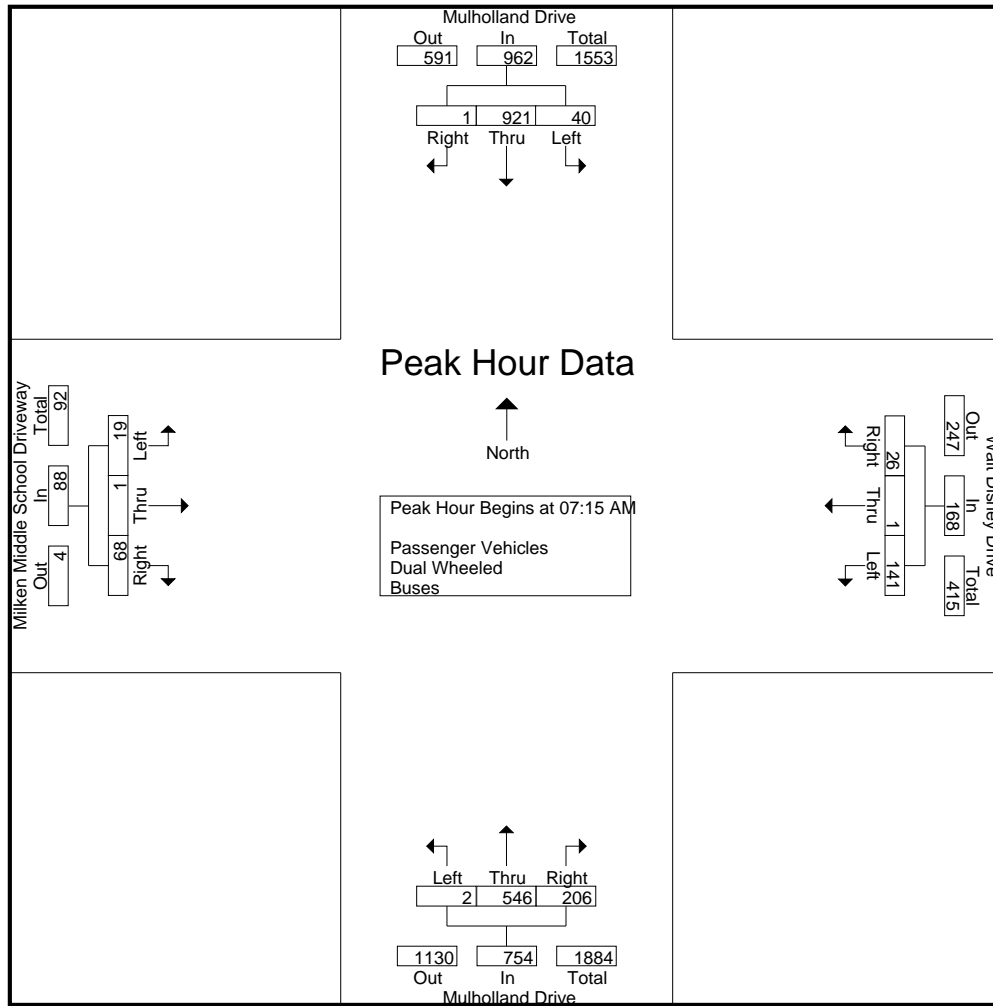 Mulholland Drive
Out In Total
591 962 1553
1 921 40
Right Thru Left
Peak Hour Data
North
Peak Hour Begins at 07:15 AM
Passenger Vehicles
Dual Wheeled
Buses
Milken Middle School Driveway
Total In Out
92 88 4
19 1 68
Left Thru Right
Walt Disney Drive
Out In Total
247 168 415
26 1 141
Right Thru Left
Left Thru Right
2 546 206
1130 754 1884
Out In Total
Mulholland Drive